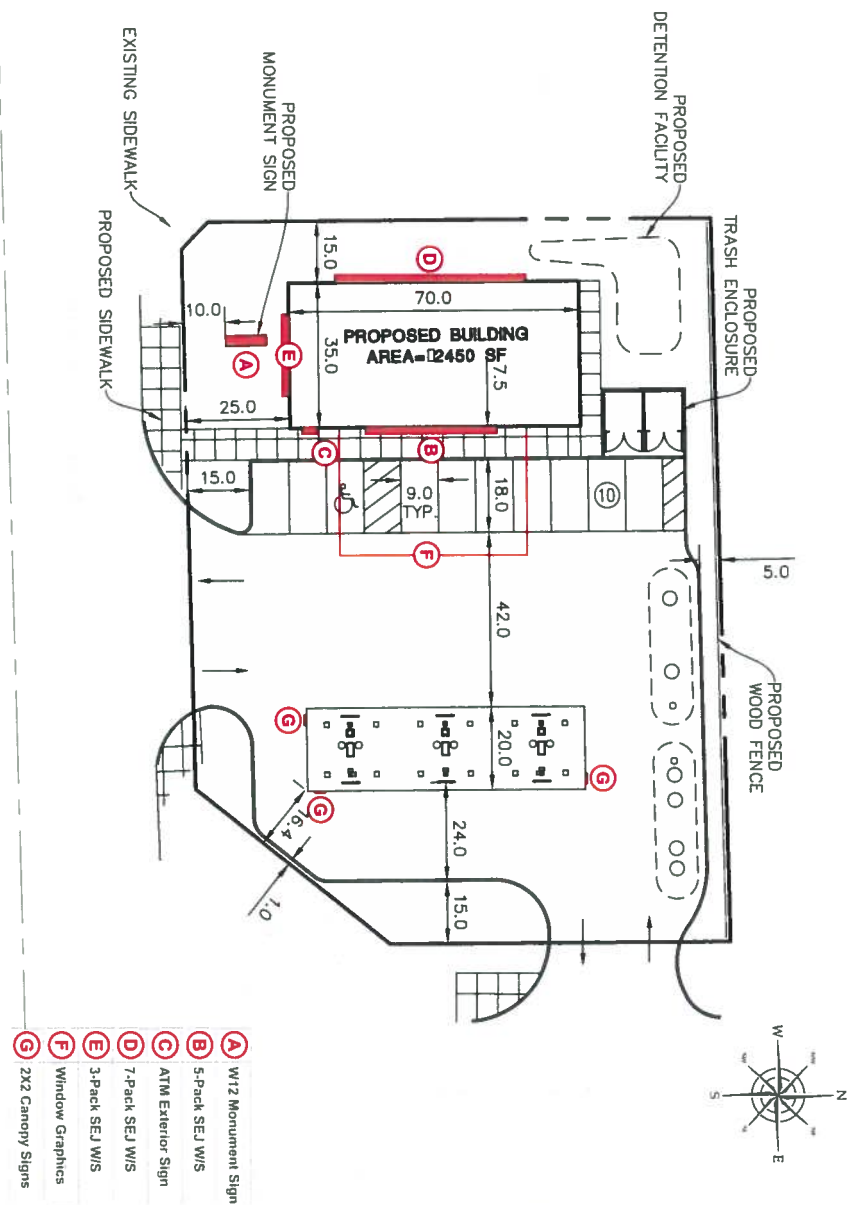 EXISTING SIDEWALK
PROPOSED
MONUMENT SIGN
PROPOSED
DETENTION FACILITY
PROPOSED
TRASH ENCLOSURE
PROPOSED SIDEWALK
PROPOSED
WOOD FENCE
15.0
D
70.0
PROPOSED BUILDING
AREA=▯2450 SF
35.0
7.5
10.0
A
E
25.0
C
B
15.0
9.0
TYP.
18.0
10
F
5.0
42.0
G
20.0
G
G
16.4
1.0
24.0
15.0
N
W
E
S
A W12 Monument Sign
B 5-Pack SEJ W/S
C ATM Exterior Sign
D 7-Pack SEJ W/S
E 3-Pack SEJ W/S
F Window Graphics
G 2X2 Canopy Signs